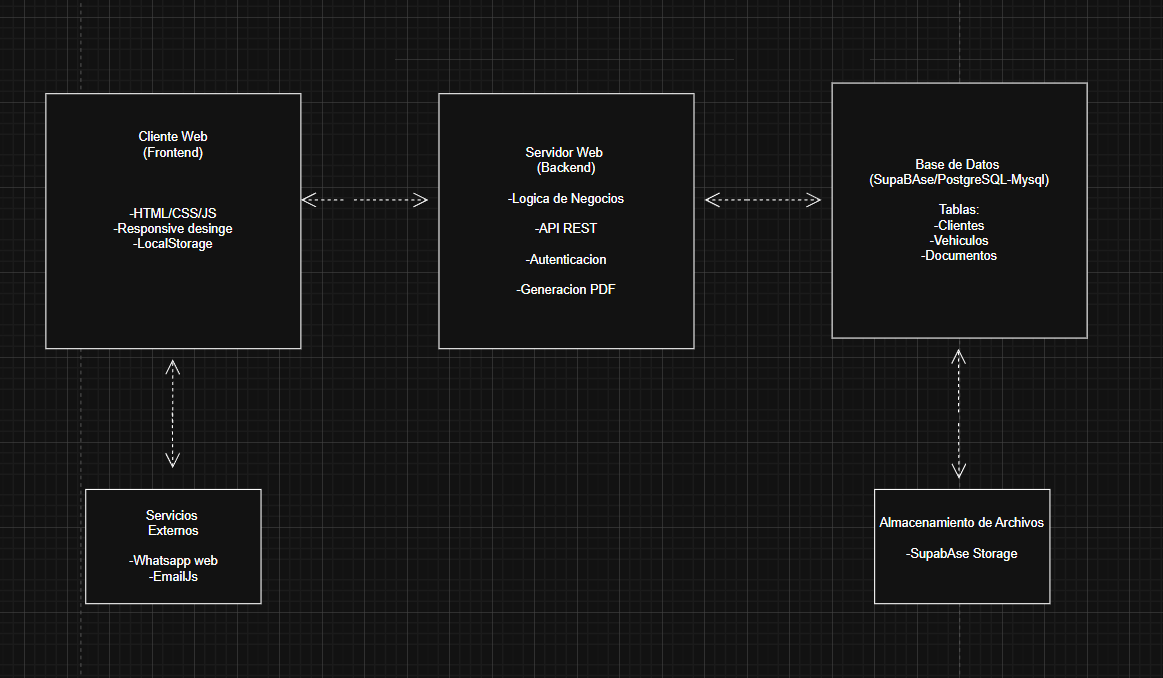 Cliente Web
(Frontend)
-HTML/CSS/JS
-Responsive desinge
-LocalStorage
Servidor Web
(Backend)
-Logica de Negocios
-API REST
-Autenticacion
-Generacion PDF
Base de Datos
(SupaBAse/PostgreSQL-Mysql)
Tablas:
-Clientes
-Vehiculos
-Documentos
Servicios
Externos
-Whatsapp web
-EmailJs
Almacenamiento de Archivos
-SupabAse Storage